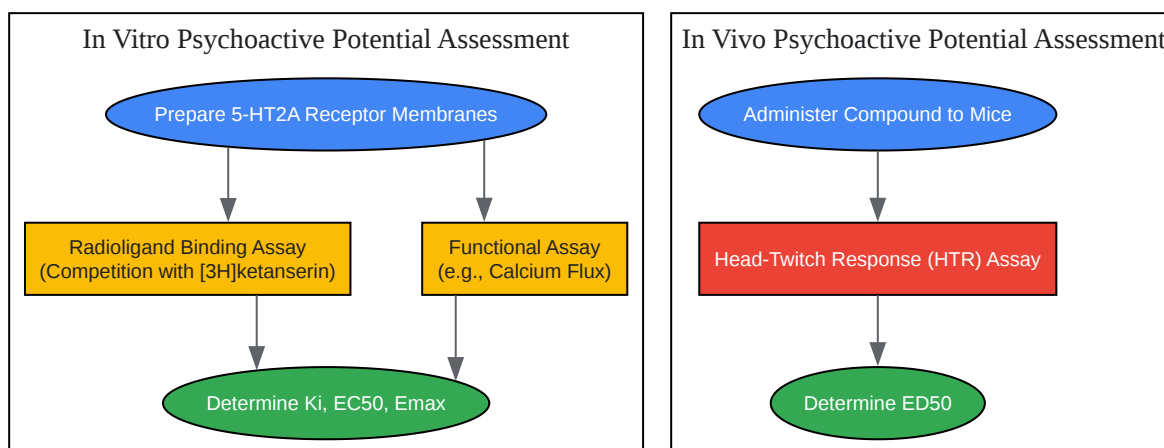 In Vitro Psychoactive Potential Assessment
Prepare 5-HT2A Receptor Membranes
Radioligand Binding Assay
(Competition with [3H]ketanserin)
Functional Assay
(e.g., Calcium Flux)
Determine Ki, EC50, Emax
In Vivo Psychoactive Potential Assessment
Administer Compound to Mice
Head-Twitch Response (HTR) Assay
Determine ED50